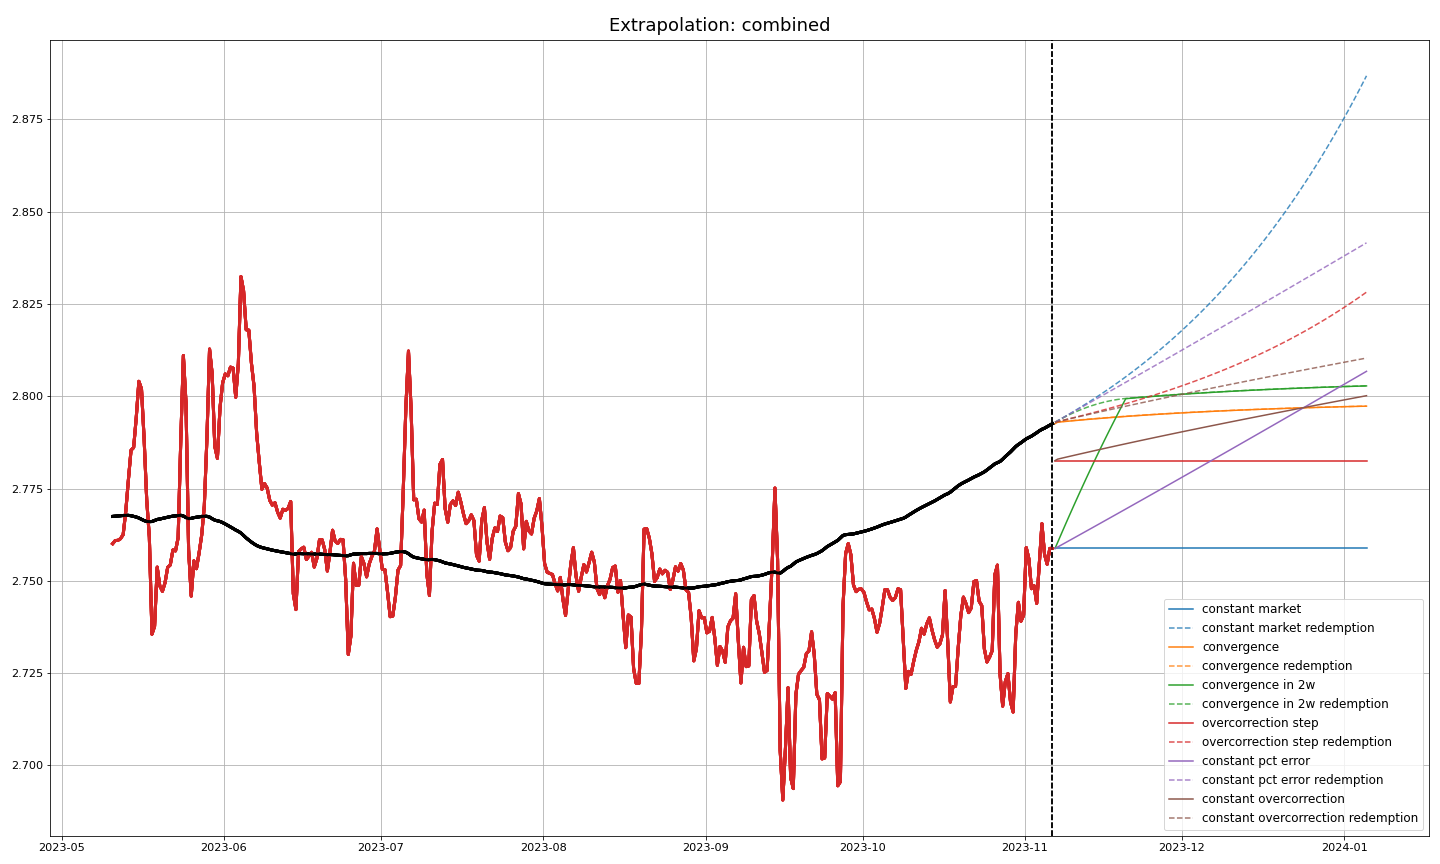 Extrapolation: combined
2.875
2.850
2.825
2.800
2.775
2.750
2.725
2.700
constant market
constant market redemption
convergence
convergence redemption
convergence in 2w
convergence in 2w redemption
overcorrection step
overcorrection step redemption
constant pct error
constant pct error redemption
constant overcorrection
constant overcorrection redemption
2023-05 2023-06 2023-07 2023-08 2023-09 2023-10 2023-11 2023-12 2024-01